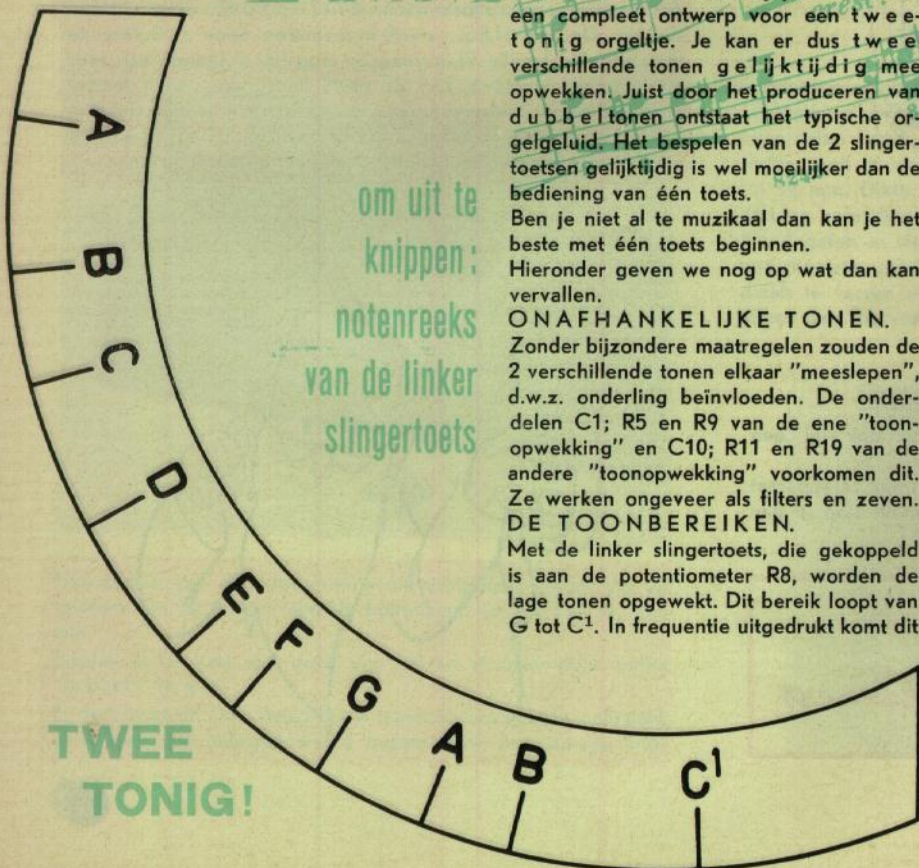 een compleet ontwerp voor een twee-
tonig orgeltje. Je kan er dus twee
verschillende tonen gelijktijdig mee
opwekken. Juist door het produceren van
dubbeltonen ontstaat het typische or-
gelgeluid. Het bespelen van de 2 slinger-
toetsen gelijktijdig is wel moeilijker dan de
bediening van één toets.
Ben je niet al te muzikaal dan kan je het
beste met één toets beginnen.
Hieronder geven we nog op wat dan kan
vervallen.
ONAFHANKELIJKE TONEN.
Zonder bijzondere maatregelen zouden de
2 verschillende tonen elkaar "meeslepen",
d.w.z. onderling beïnvloeden. De onder-
delen C1; R5 en R9 van de ene "toon-
opwekking" en C10; R11 en R19 van de
andere "toonopwekking" voorkomen dit.
Ze werken ongeveer als filters en zeven.
DE TOONBEREIKEN.
Met de linker slingertoets, die gekoppeld
is aan de potentiometer R8, worden de
lage tonen opgewekt. Dit bereik loopt van
G tot C¹. In frequentie uitgedrukt komt dit
om uit te
knippen:
notenreeks
van de linker
slingertoets
A
B
C
D
E
F
G
A
B
C¹
TWEE
TONIG!